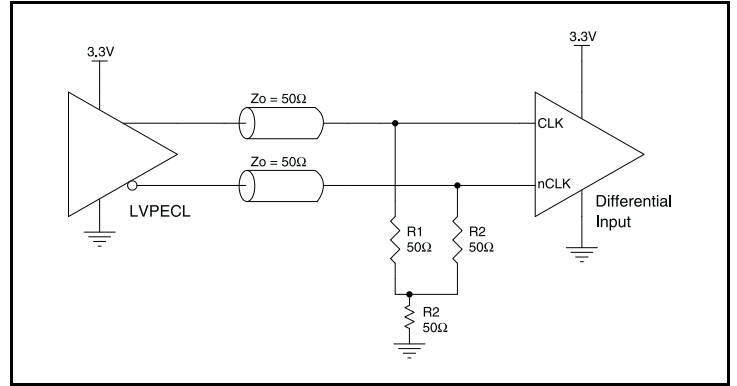 3.3V
3.3V
Zo = 50Ω
CLK
Zo = 50Ω
nCLK
LVPECL
Differential
Input
R1
50Ω
R2
50Ω
R2
50Ω